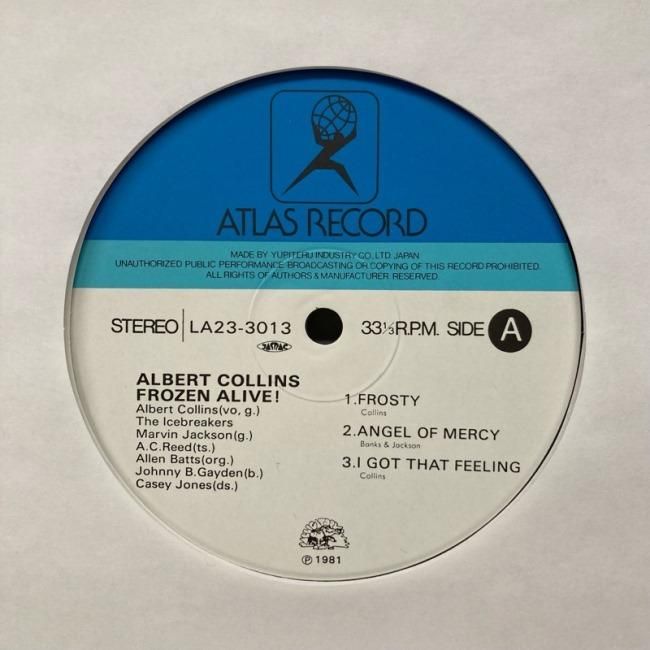 ATLAS RECORD
MADE BY YUPITERU INDUSTRY CO., LTD. JAPAN
UNAUTHORIZED PUBLIC PERFORMANCE BROADCASTING OR COPYING OF THIS RECORD PROHIBITED.
ALL RIGHTS OF AUTHORS & MANUFACTURER RESERVED
STEREO LA23-3013 33⅓R.P.M. SIDE A
JASRAC
ALBERT COLLINS
FROZEN ALIVE!
Albert Collins(vo, g.)
The Icebreakers
Marvin Jackson(g.)
A.C.Reed(ts.)
Allen Batts(org.)
Johnny B.Gayden(b.)
Casey Jones(ds.)
1.FROSTY
Collins
2.ANGEL OF MERCY
Banks & Jackson
3.I GOT THAT FEELING
Collins
℗ 1981